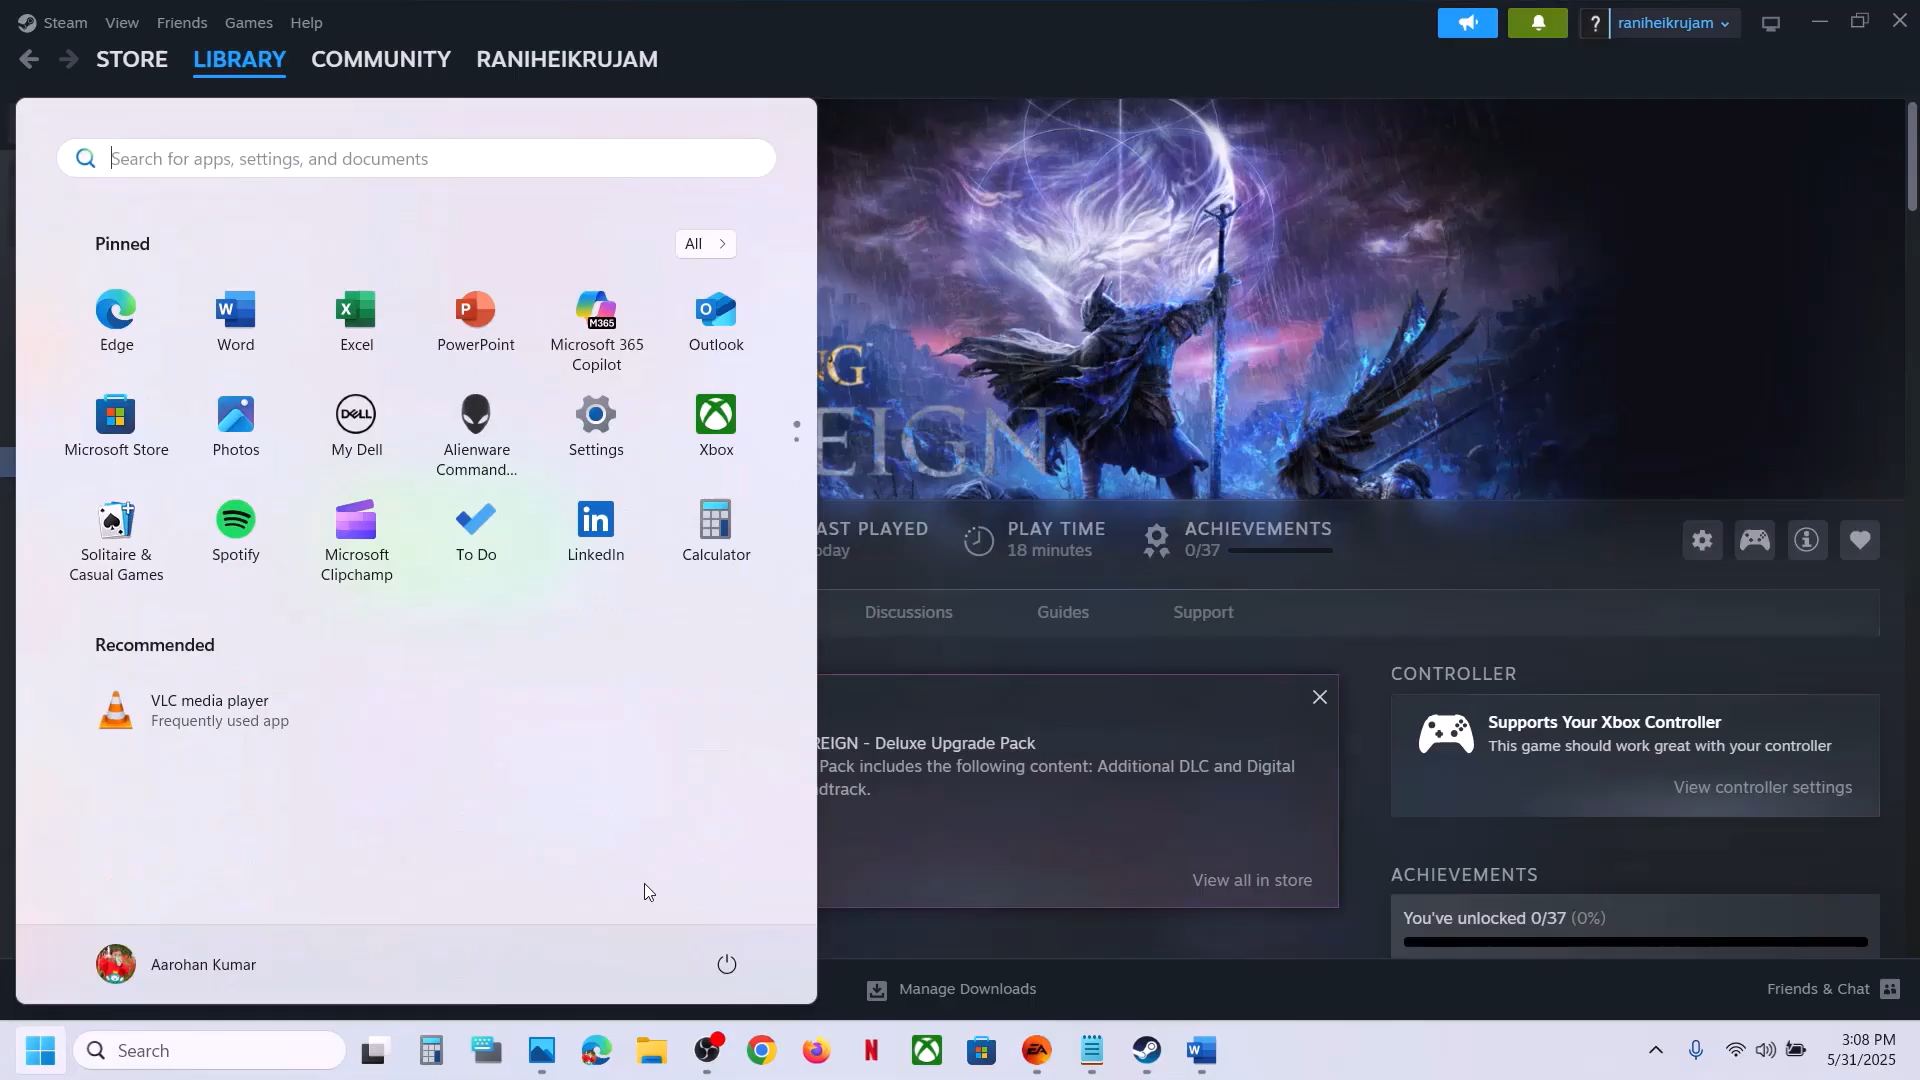 Steam View Friends Games Help
? raniheikrujam
STORE LIBRARY COMMUNITY RANIHEIKRUJAM
Search for apps, settings, and documents
Pinned
All
Edge
Word
Excel
PowerPoint
Microsoft 365
Copilot
Outlook
Microsoft Store
Photos
My Dell
Alienware
Command...
Settings
Xbox
Solitaire &
Casual Games
Spotify
Microsoft
Clipchamp
To Do
LinkedIn
Calculator
Recommended
VLC media player
Frequently used app
Aarohan Kumar
NG
REIGN
AST PLAYED
oday
PLAY TIME
18 minutes
ACHIEVEMENTS
0/37
Discussions Guides Support
REIGN - Deluxe Upgrade Pack
Pack includes the following content: Additional DLC and Digital
ndtrack.
View all in store
CONTROLLER
Supports Your Xbox Controller
This game should work great with your controller
View controller settings
ACHIEVEMENTS
You've unlocked 0/37 (0%)
Manage Downloads
Friends & Chat
Search
3:08 PM
5/31/2025